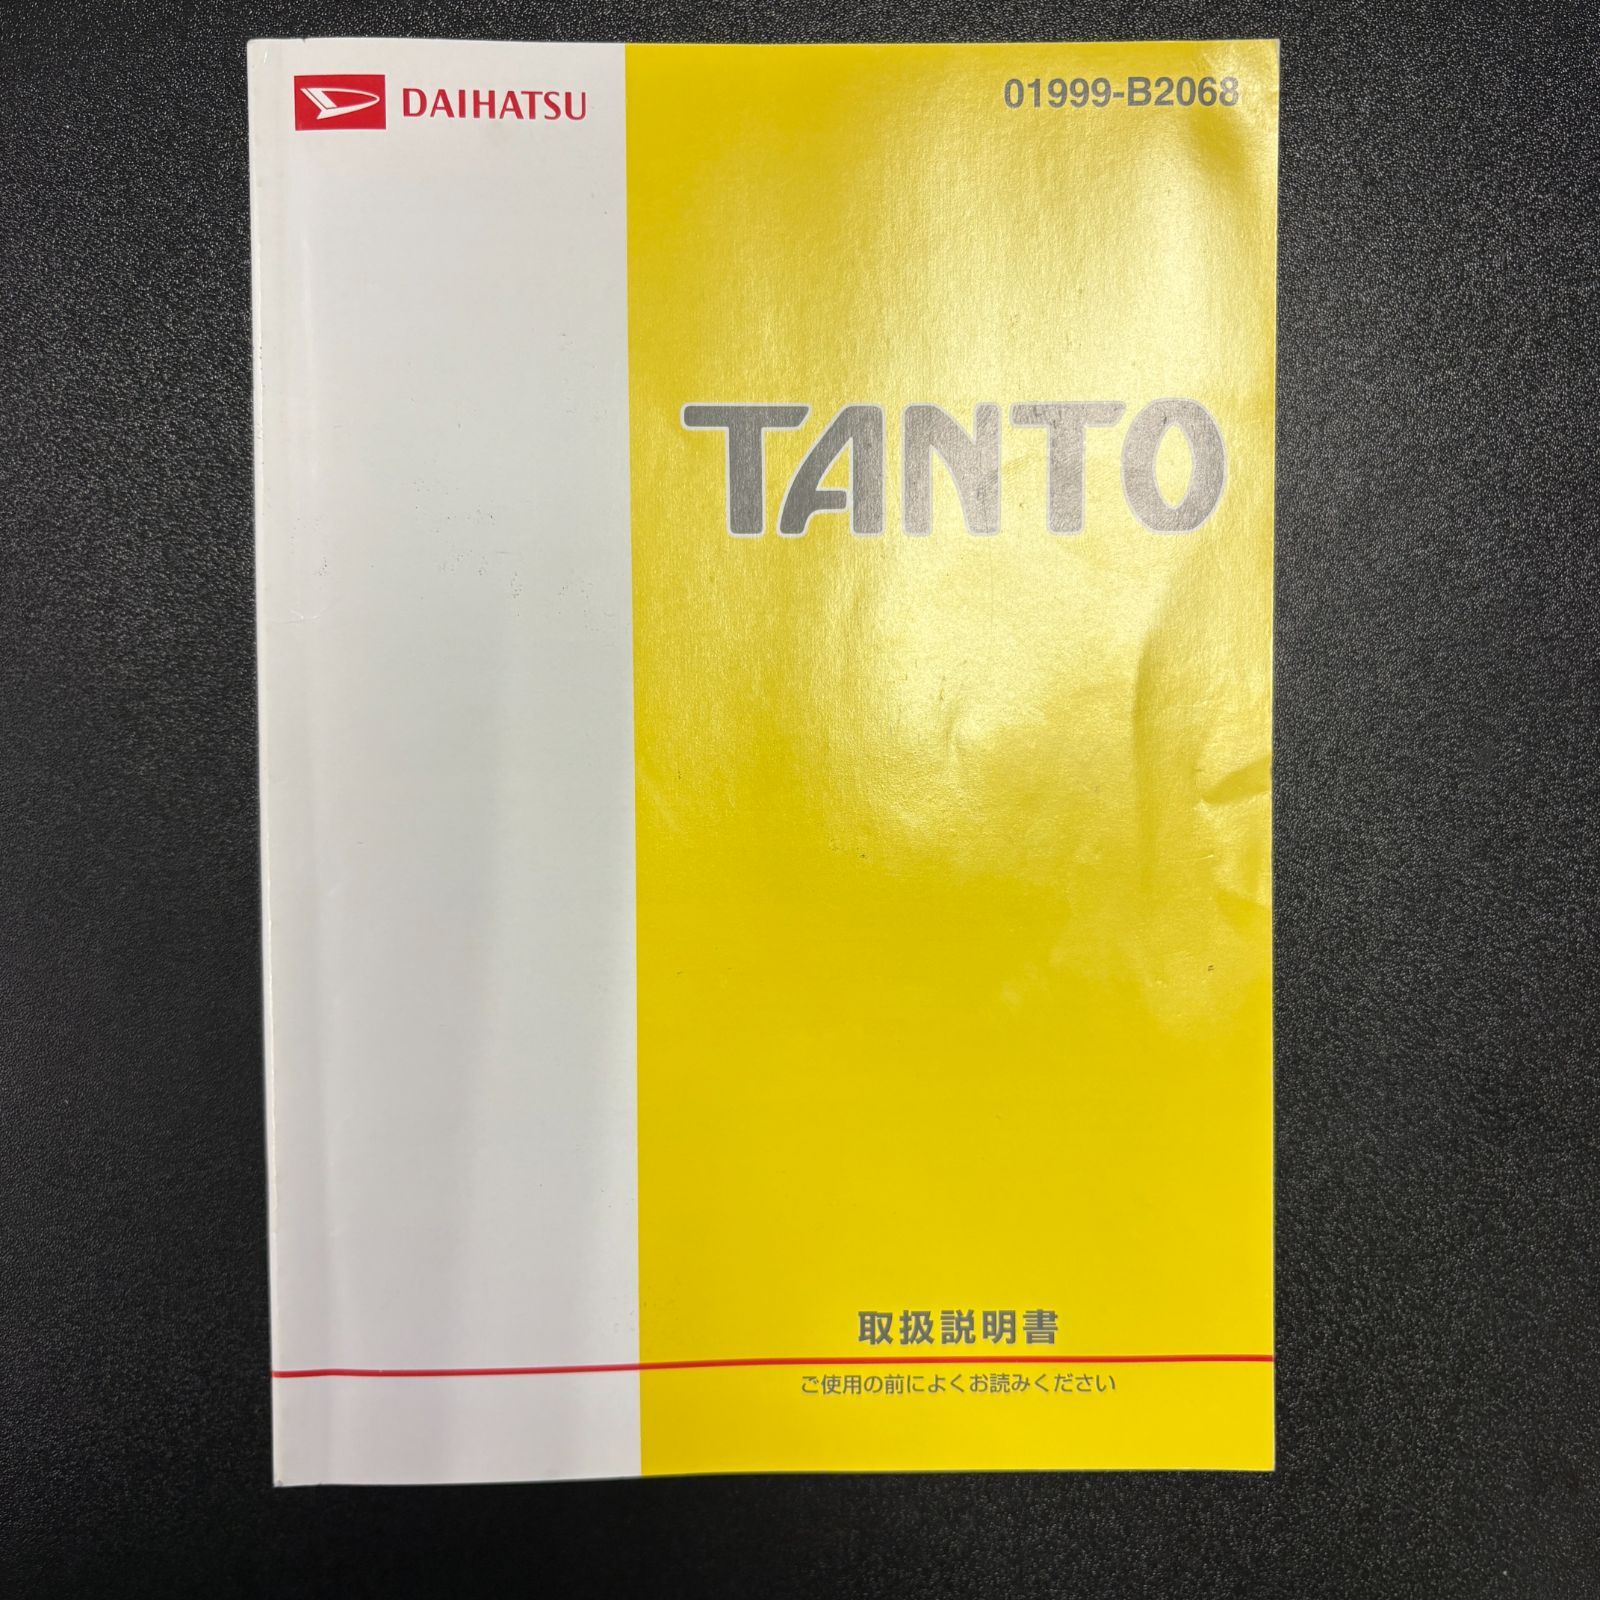 DAIHATSU
01999-B2068
TANTO
取扱説明書
ご使用の前によくお読みください